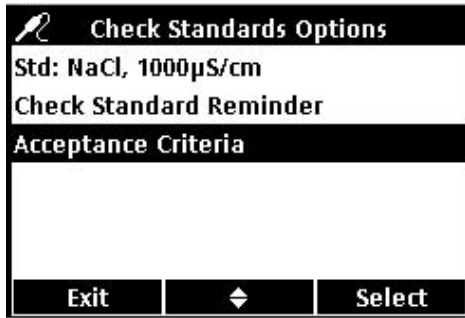 Check Standards Options
Std: NaCl, 1000µS/cm
Check Standard Reminder
Acceptance Criteria
Exit Select